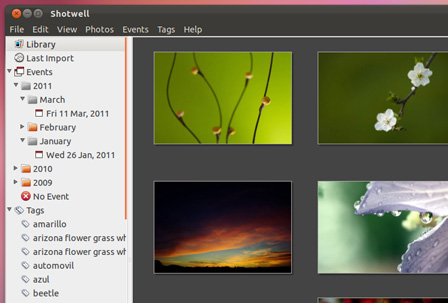 Shotwell
File Edit View Photos Events Tags Help
Library
Last Import
Events
2011
March
Fri 11 Mar, 2011
February
January
Wed 26 Jan, 2011
2010
2009
No Event
Tags
amarillo
arizona flower grass wh
arizona flower grass wh
automovil
azul
beetle